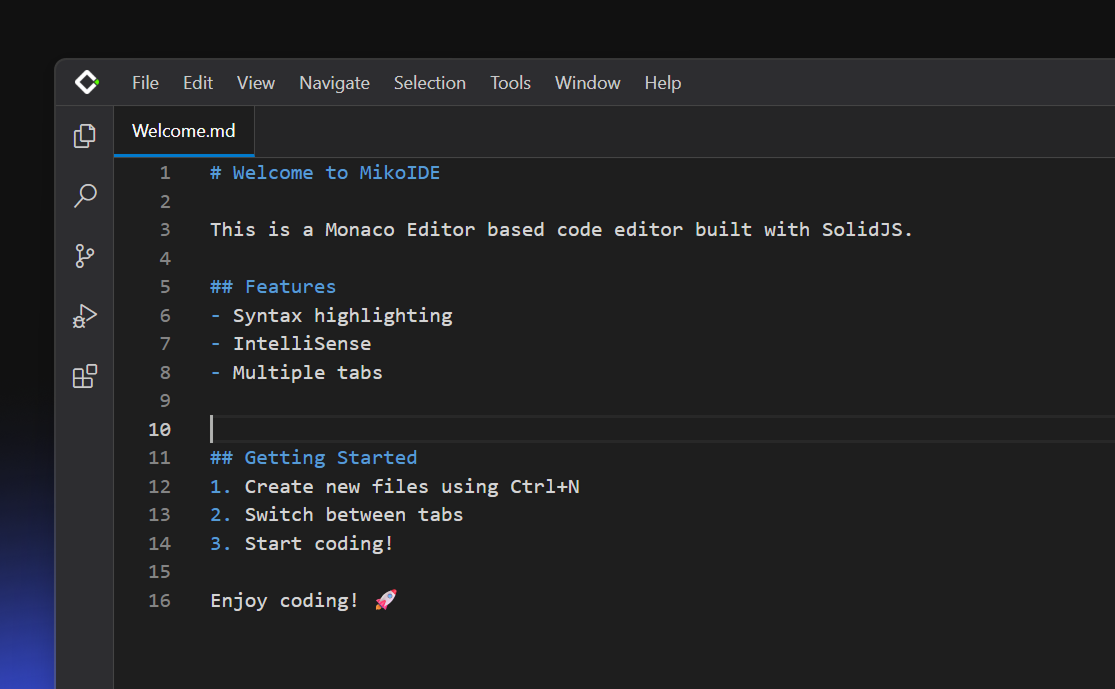 File Edit View Navigate Selection Tools Window Help
Welcome.md
1 # Welcome to MikoIDE
2
3 This is a Monaco Editor based code editor built with SolidJS.
4
5 ## Features
6 - Syntax highlighting
7 - IntelliSense
8 - Multiple tabs
9
10
11 ## Getting Started
12 1. Create new files using Ctrl+N
13 2. Switch between tabs
14 3. Start coding!
15
16 Enjoy coding! 🚀